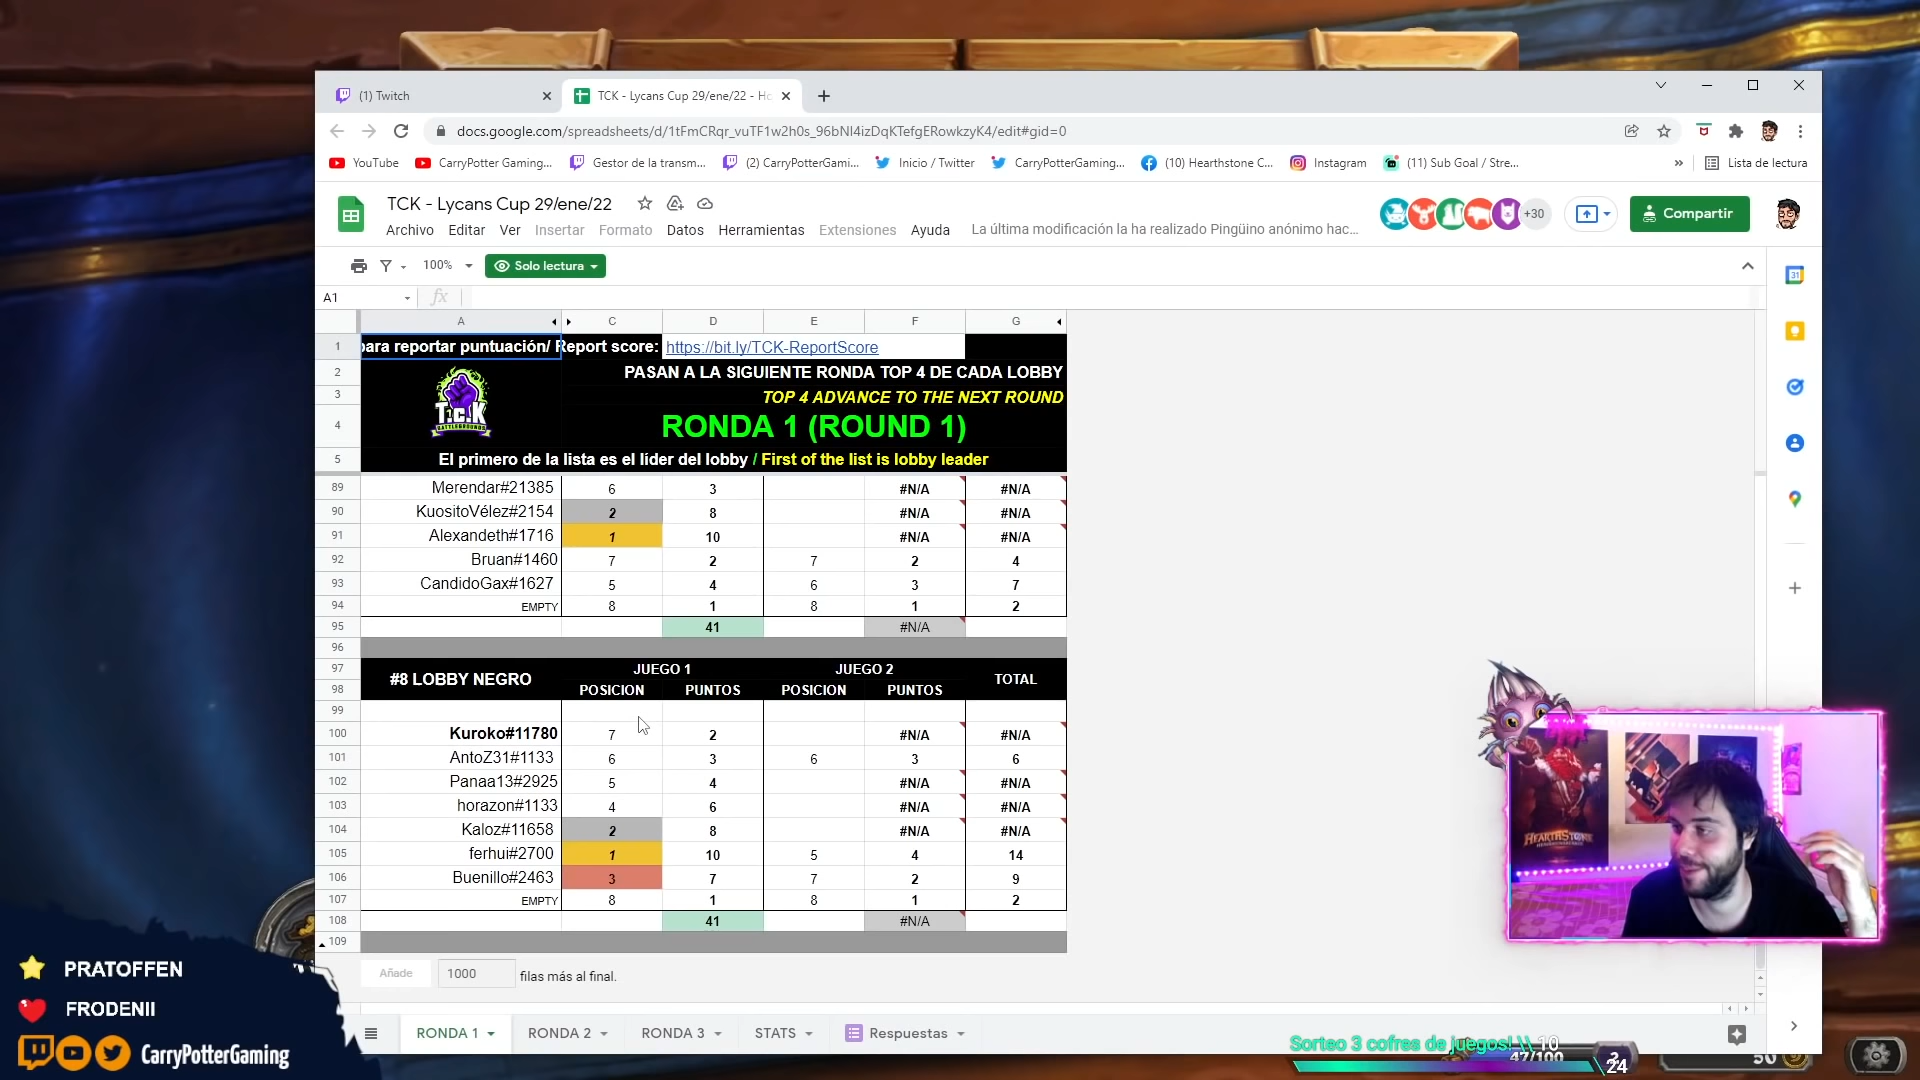 (1) Twitch
TCK - Lycans Cup 29/ene/22 - Ho
docs.google.com/spreadsheets/d/1tFmCRqr_vuTF1w2h0s_96bNI4izDqKTefgERowkzyK4/edit#gid=0
YouTube CarryPotter Gaming... Gestor de la transm... (2) CarryPotterGami... Inicio / Twitter CarryPotterGaming... (10) Hearthstone C... Instagram (11) Sub Goal / Stre... » Lista de lectura
TCK - Lycans Cup 29/ene/22
+30 Compartir
Archivo Editar Ver Insertar Formato Datos Herramientas Extensiones Ayuda La última modificación la ha realizado Pingüino anónimo hac...
100% Solo lectura
A1 fx
A C D E F G
1 para reportar puntuación/ Report score: https://bit.ly/TCK-ReportScore
2 PASAN A LA SIGUIENTE RONDA TOP 4 DE CADA LOBBY
3 TOP 4 ADVANCE TO THE NEXT ROUND
T.C.K
BATTLEGROUNDS
4 RONDA 1 (ROUND 1)
5 El primero de la lista es el líder del lobby / First of the list is lobby leader
89 Merendar#21385 6 3 #N/A #N/A
90 KuositoVélez#2154 2 8 #N/A #N/A
91 Alexandeth#1716 1 10 #N/A #N/A
92 Bruan#1460 7 2 7 2 4
93 CandidoGax#1627 5 4 6 3 7
94 EMPTY 8 1 8 1 2
95 41 #N/A
96
97 JUEGO 1 JUEGO 2
#8 LOBBY NEGRO TOTAL
98 POSICION PUNTOS POSICION PUNTOS
99
100 Kuroko#11780 7 2 #N/A #N/A
101 AntoZ31#1133 6 3 6 3 6
102 Panaa13#2925 5 4 #N/A #N/A
103 horazon#1133 4 6 #N/A #N/A
104 Kaloz#11658 2 8 #N/A #N/A
105 ferhui#2700 1 10 5 4 14
106 Buenillo#2463 3 7 7 2 9
107 EMPTY 8 1 8 1 2
108 41 #N/A
109
Añade 1000 filas más al final.
RONDA 1 RONDA 2 RONDA 3 STATS Respuestas
31
HEARTHSTONE
PRATOFFEN
FRODENII
CarryPotterGaming
Sorteo 3 cofres de juegos! \\ 10
47/100
24
50